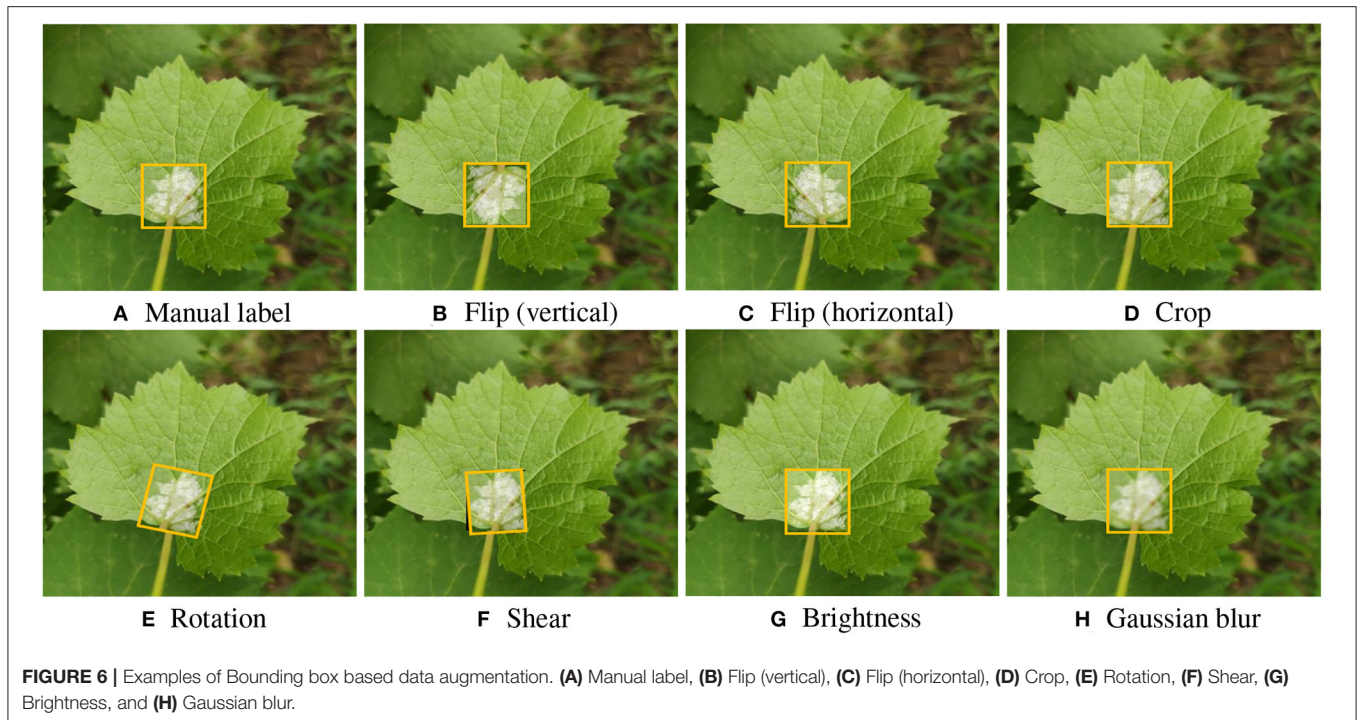 A Manual label
B Flip (vertical)
C Flip (horizontal)
D Crop
E Rotation
F Shear
G Brightness
H Gaussian blur
FIGURE 6 | Examples of Bounding box based data augmentation. (A) Manual label, (B) Flip (vertical), (C) Flip (horizontal), (D) Crop, (E) Rotation, (F) Shear, (G)
Brightness, and (H) Gaussian blur.